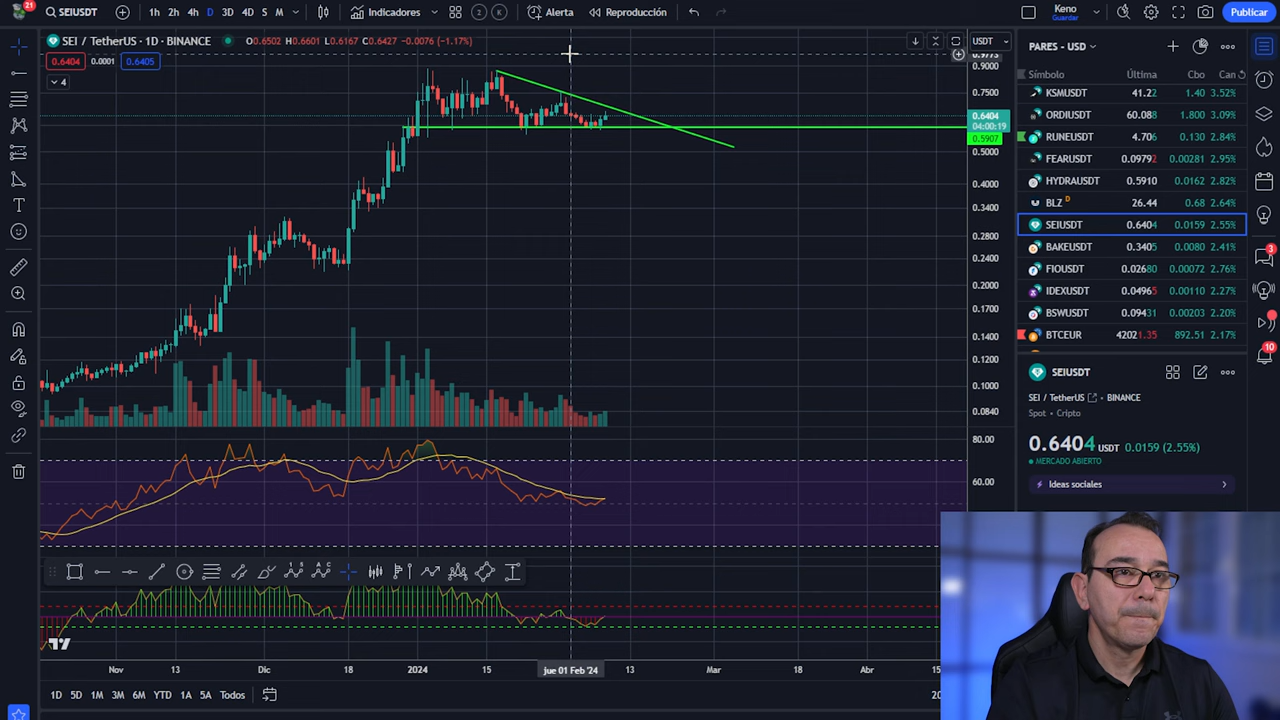 21
SEIUSDT
1h 2h 4h D 3D 4D S M
Indicadores
2 K
Alerta
Reproducción
Keno
Guardar
Publicar
SEI / TetherUS · 1D · BINANCE
O0.6502 H0.6601 L0.6167 C0.6427 -0.0076 (-1.17%)
0.6404 0.0001 0.6405
4
USDT
0.9773
0.9000
0.7500
0.6404
04:00:19
0.5907
0.5000
0.4000
0.3400
0.2800
0.2400
0.2000
0.1700
0.1400
0.1200
0.1000
0.0840
80.00
60.00
Nov 13 Dic 18 2024 15 jue 01 Feb '24 13 Mar 18 Abr 15
1D 5D 1M 3M 6M YTD 1A 5A Todos
20
PARES - USD
Símbolo Última Cbo Can
KSMUSDT 41.22 1.40 3.52%
ORDIUSDT 60.088 1.800 3.09%
RUNEUSDT 4.706 0.130 2.84%
FEARUSDT 0.09792 0.00281 2.95%
HYDRAUSDT 0.5910 0.0162 2.82%
BLZ D 26.44 0.68 2.64%
SEIUSDT 0.6404 0.0159 2.55%
BAKEUSDT 0.3405 0.0080 2.41%
FIOUSDT 0.02680 0.00072 2.76%
IDEXUSDT 0.04965 0.00110 2.27%
BSWUSDT 0.09431 0.00203 2.20%
BTCEUR 42021.35 892.51 2.17%
3
10
SEIUSDT
SEI / TetherUS · BINANCE
Spot · Cripto
0.6404 USDT 0.0159 (2.55%)
MERCADO ABIERTO
Ideas sociales